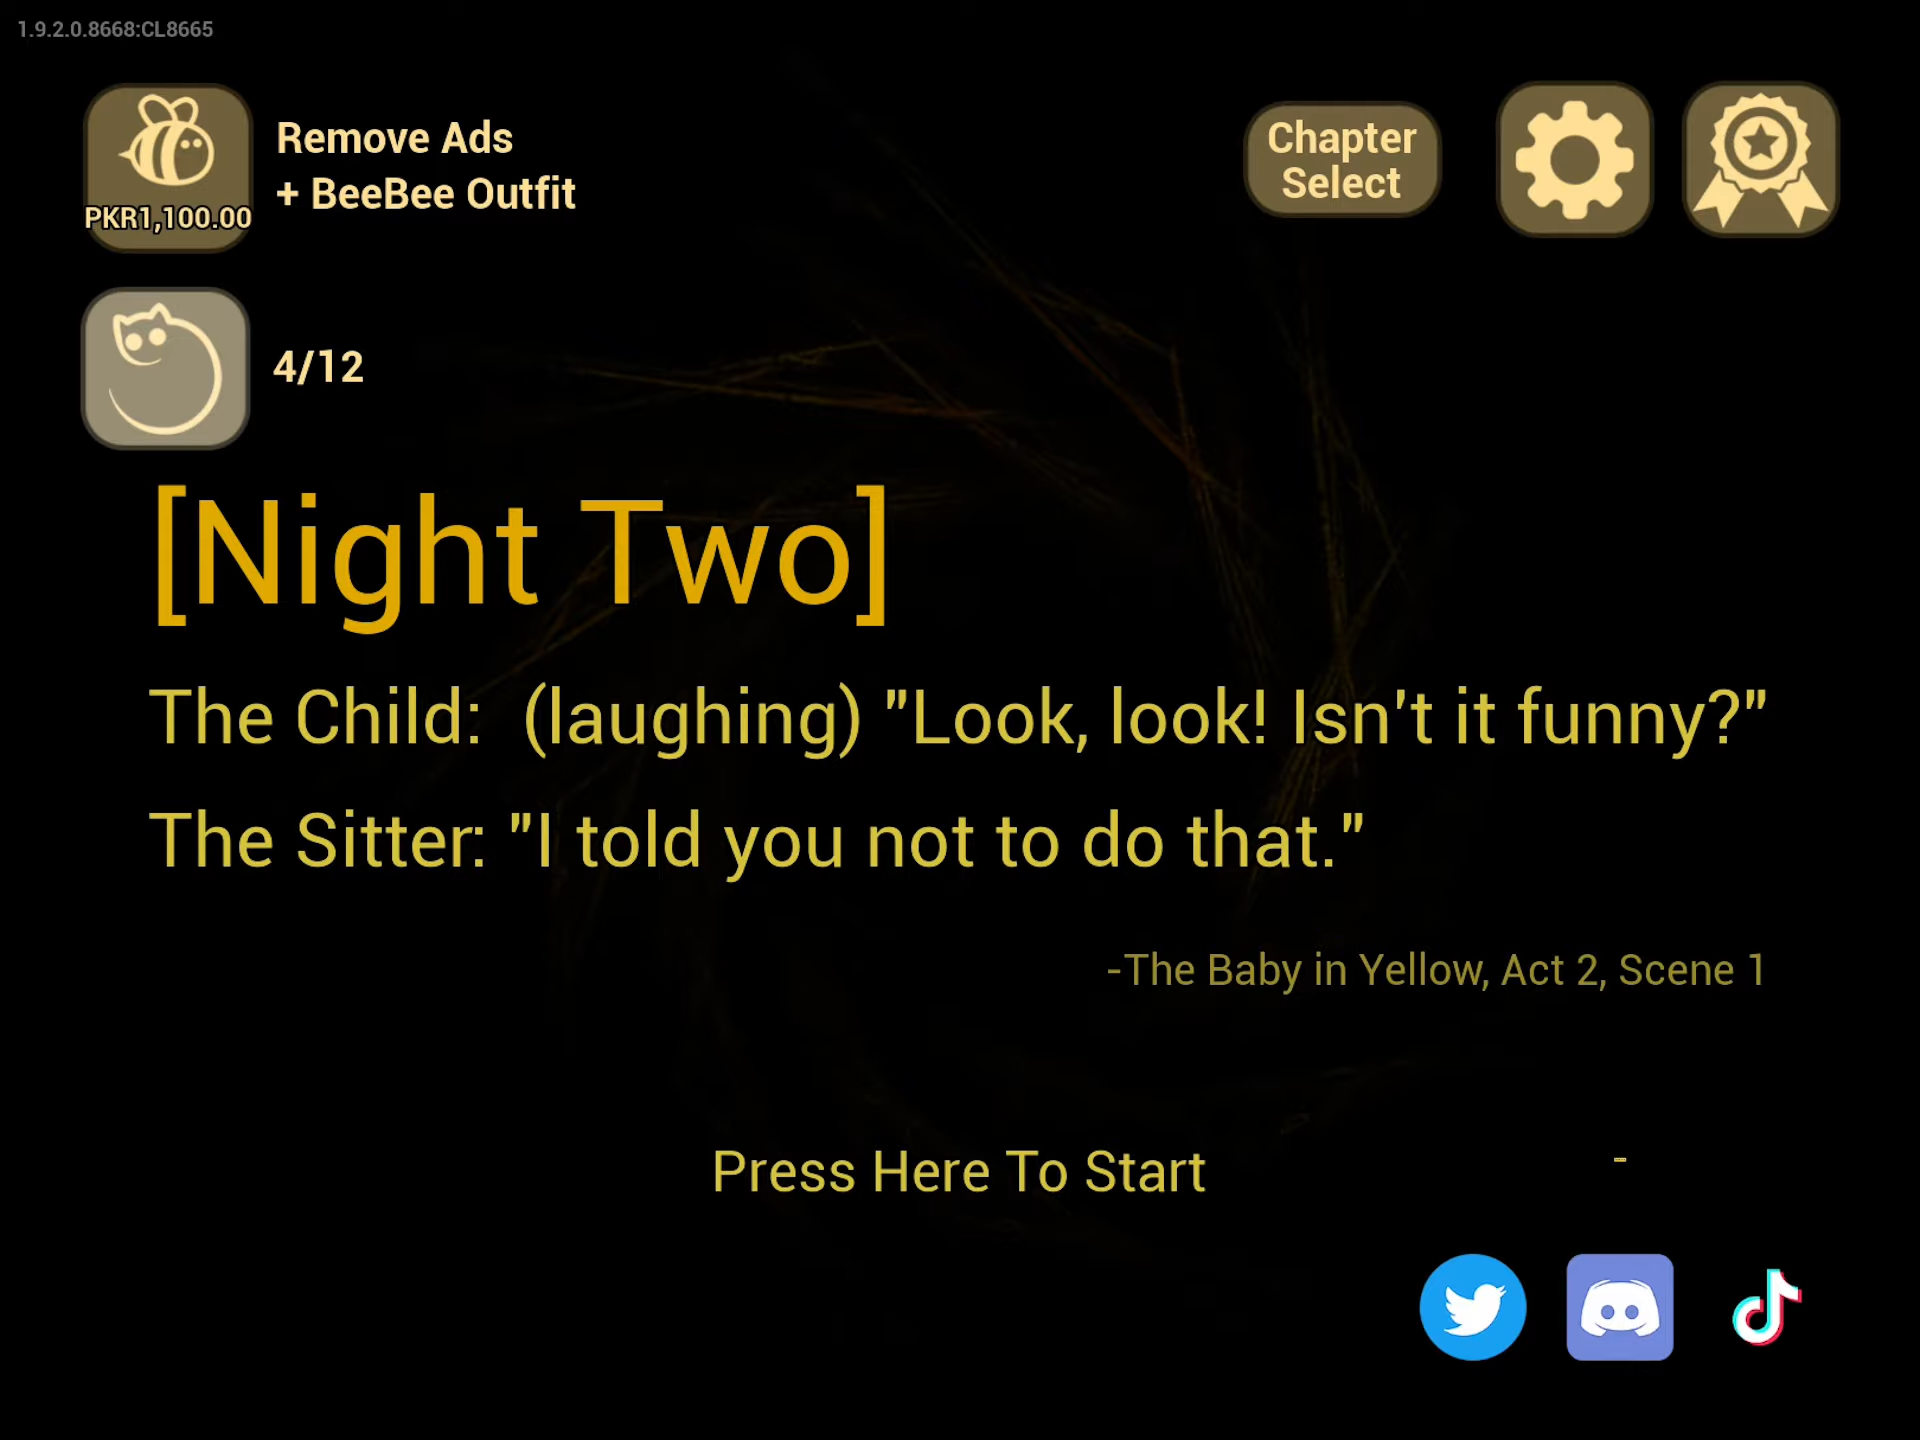 1.9.2.0.8668:CL8665
Remove Ads
+ BeeBee Outfit
PKR1,100.00
Chapter
Select
4/12
[Night Two]
The Child:  (laughing) "Look, look! Isn't it funny?"
The Sitter: "I told you not to do that."
-The Baby in Yellow, Act 2, Scene 1
Press Here To Start
-